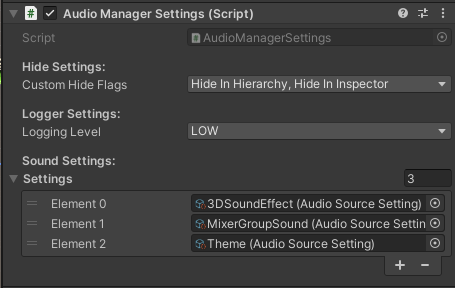 Audio Manager Settings (Script)
Script AudioManagerSettings
Hide Settings:
Custom Hide Flags Hide In Hierarchy, Hide In Inspector
Logger Settings:
Logging Level LOW
Sound Settings:
Settings 3
Element 0 3DSoundEffect (Audio Source Setting)
Element 1 MixerGroupSound (Audio Source Settin
Element 2 Theme (Audio Source Setting)